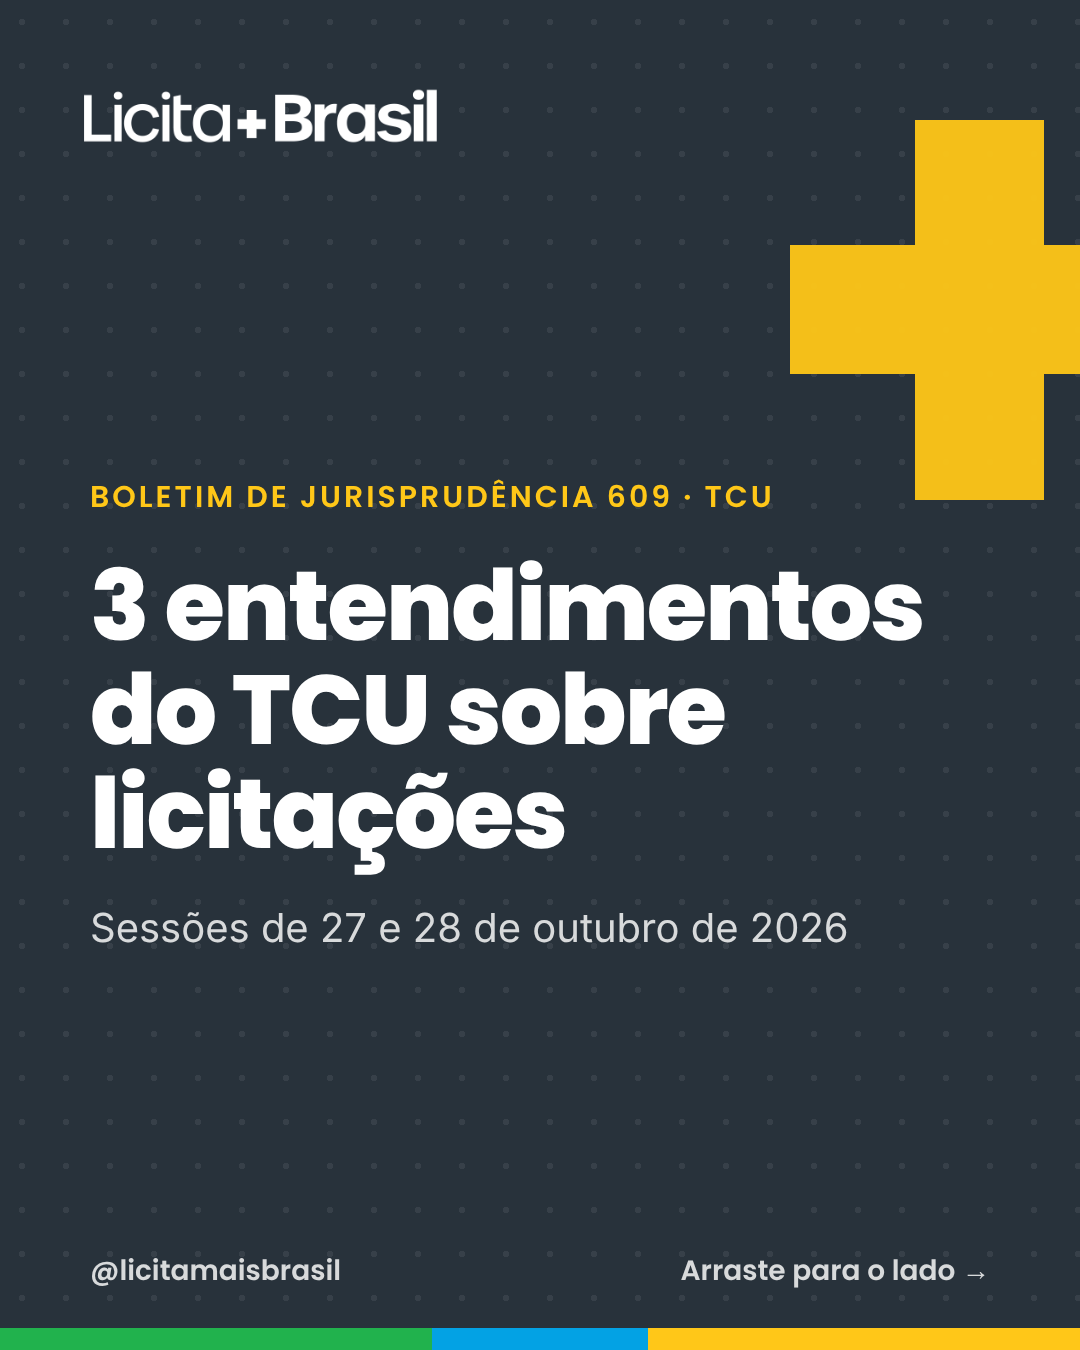 Licita+Brasil
BOLETIM DE JURISPRUDÊNCIA 609 · TCU
3 entendimentos
do TCU sobre
licitações
Sessões de 27 e 28 de outubro de 2026
@licitamaisbrasil
Arraste para o lado →